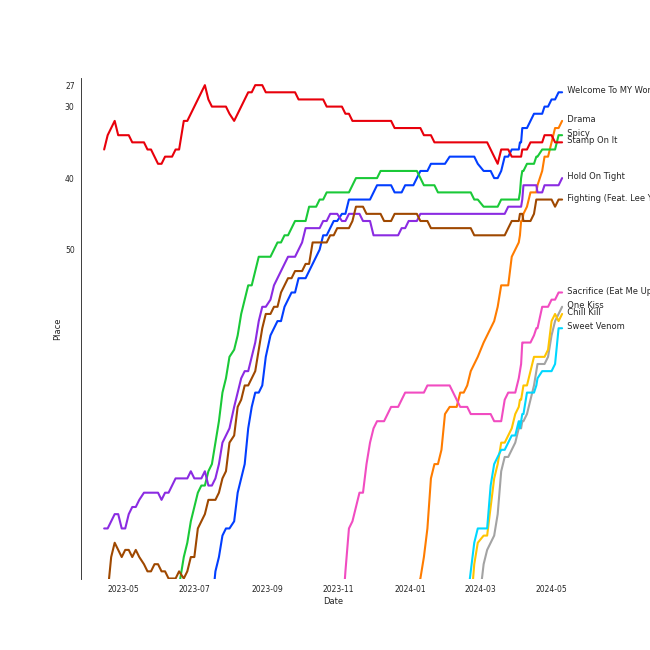 27
30
40
50
Place
2023-05
2023-07
2023-09
2023-11
2024-01
2024-03
2024-05
Date
Welcome To MY Wor
Drama
Spicy
Stamp On It
Hold On Tight
Fighting (Feat. Lee Y
Sacrifice (Eat Me Up
One Kiss
Chill Kill
Sweet Venom